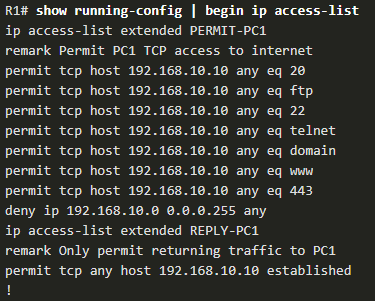 R1# show running-config | begin ip access-list
ip access-list extended PERMIT-PC1
remark Permit PC1 TCP access to internet
permit tcp host 192.168.10.10 any eq 20
permit tcp host 192.168.10.10 any eq ftp
permit tcp host 192.168.10.10 any eq 22
permit tcp host 192.168.10.10 any eq telnet
permit tcp host 192.168.10.10 any eq domain
permit tcp host 192.168.10.10 any eq www
permit tcp host 192.168.10.10 any eq 443
deny ip 192.168.10.0 0.0.0.255 any
ip access-list extended REPLY-PC1
remark Only permit returning traffic to PC1
permit tcp any host 192.168.10.10 established
!